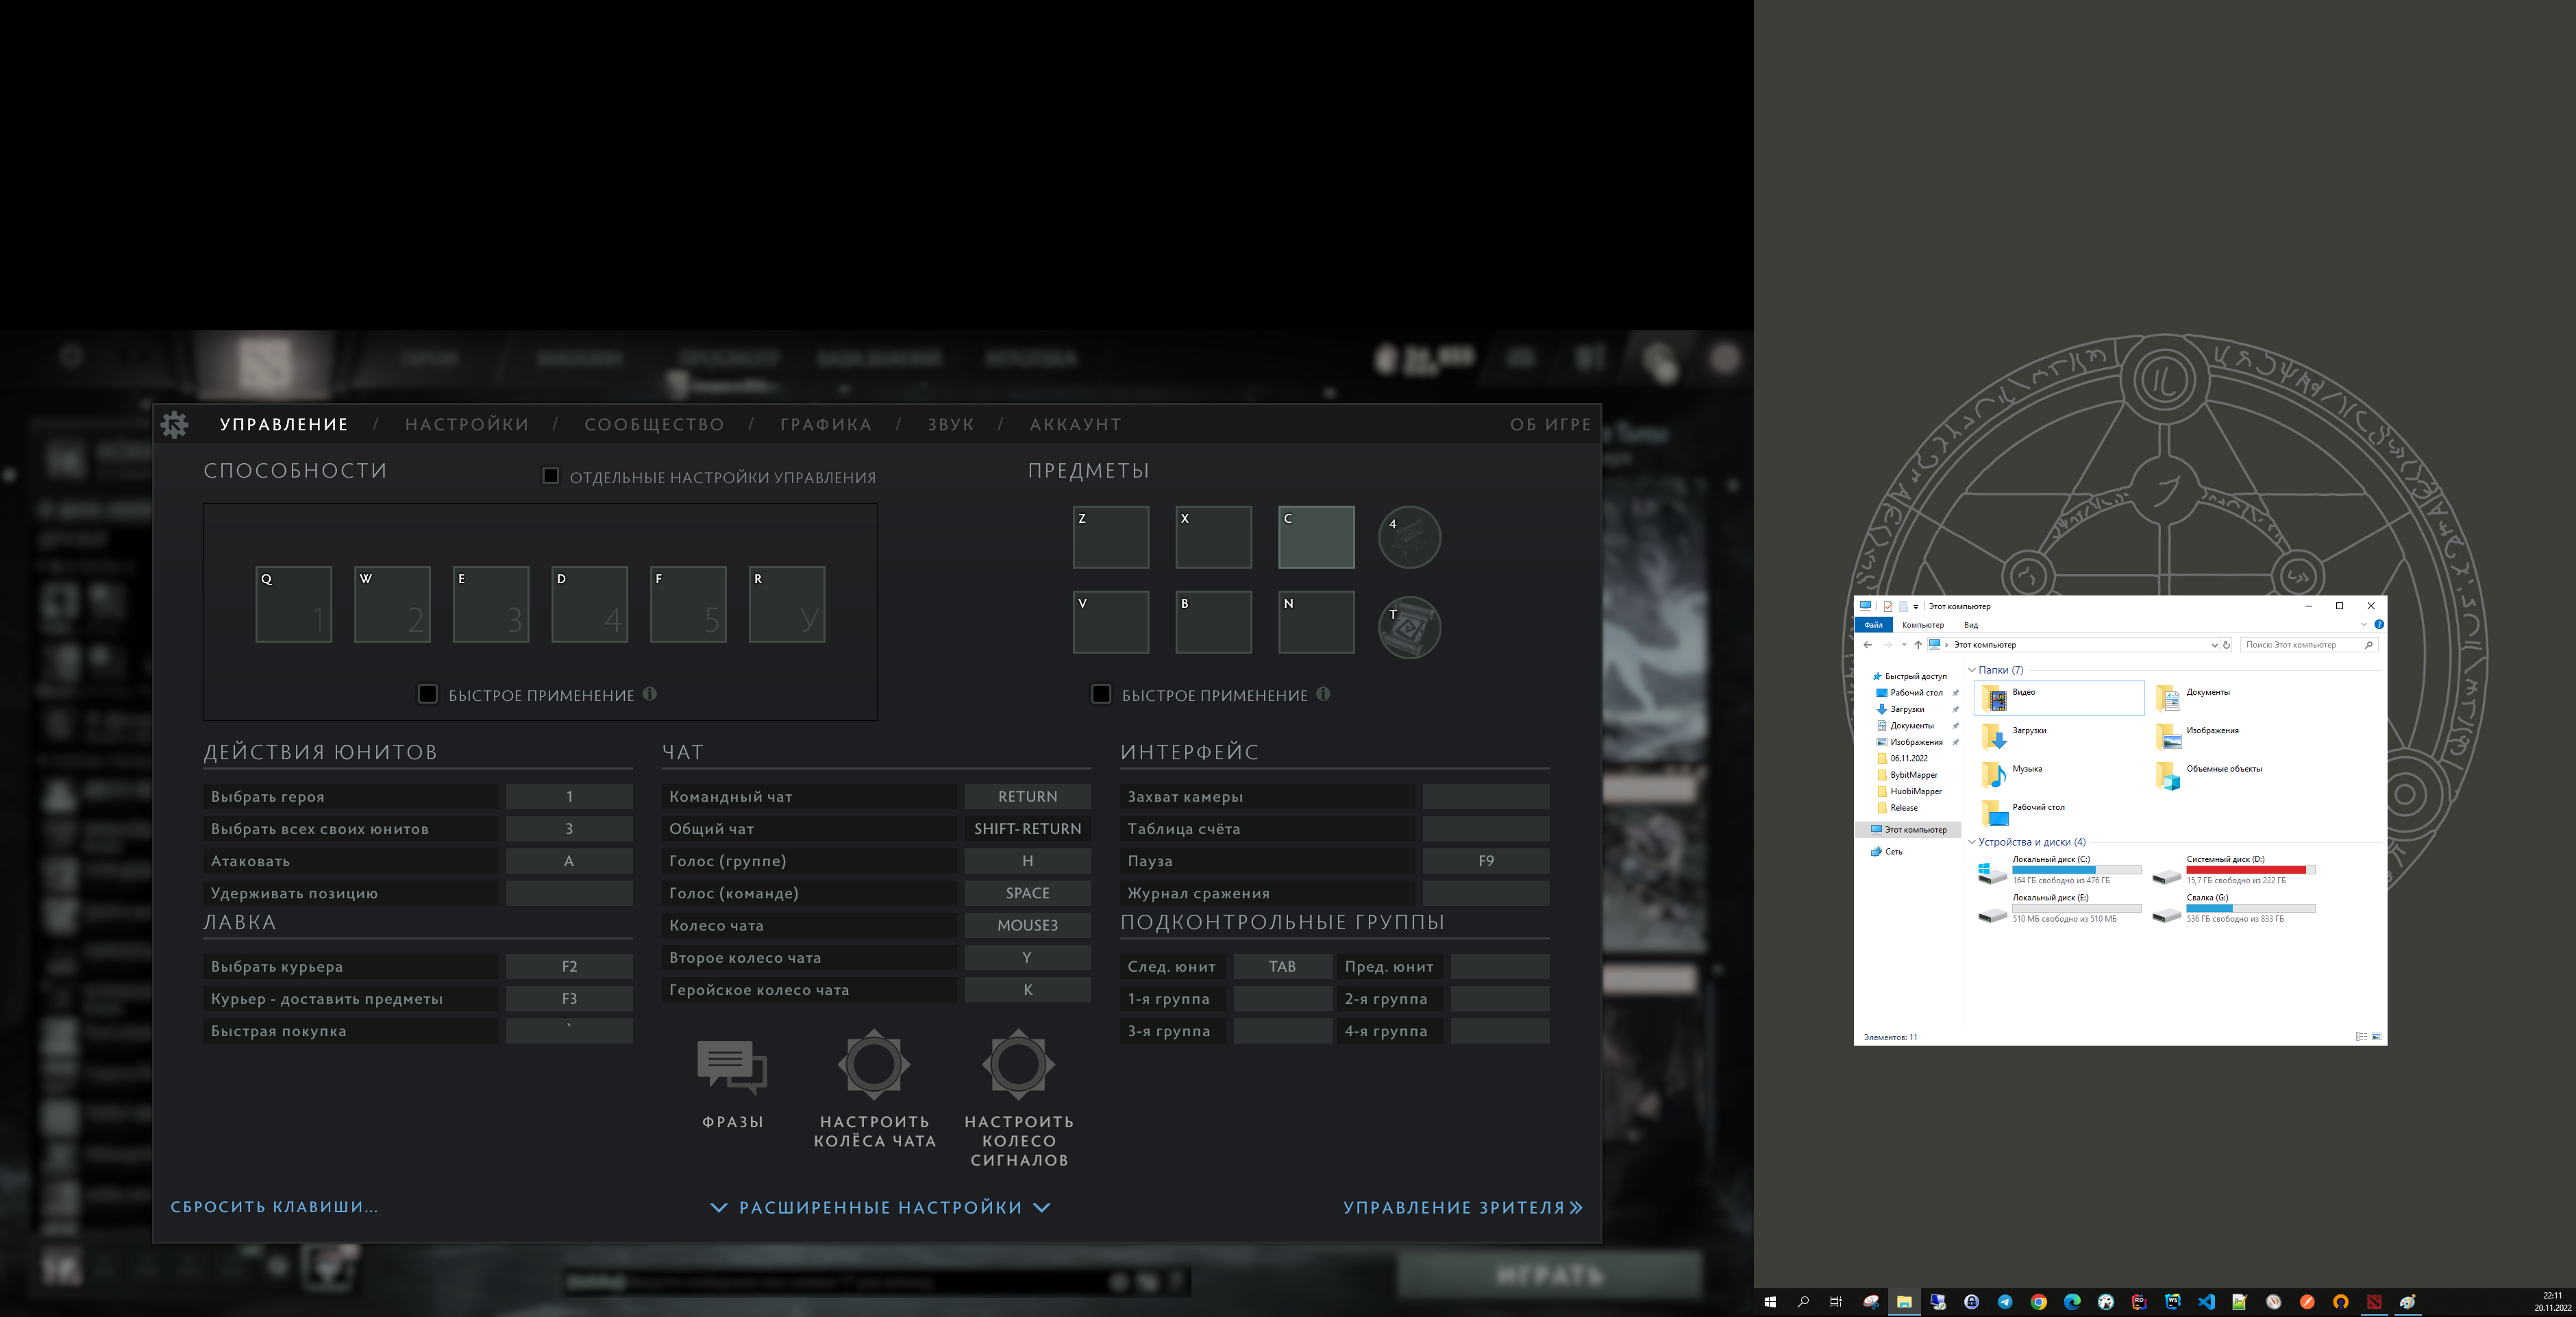 УПРАВЛЕНИЕ / НАСТРОЙКИ / СООБЩЕСТВО / ГРАФИКА / ЗВУК / АККАУНТ
ОБ ИГРЕ
СПОСОБНОСТИ
ОТДЕЛЬНЫЕ НАСТРОЙКИ УПРАВЛЕНИЯ
Q W E D F R
1 2 3 4 5 У
БЫСТРОЕ ПРИМЕНЕНИЕ
ПРЕДМЕТЫ
Z X C 4
V B N T
БЫСТРОЕ ПРИМЕНЕНИЕ
ДЕЙСТВИЯ ЮНИТОВ
Выбрать героя 1
Выбрать всех своих юнитов 3
Атаковать A
Удерживать позицию
ЛАВКА
Выбрать курьера F2
Курьер - доставить предметы F3
Быстрая покупка `
ЧАТ
Командный чат RETURN
Общий чат SHIFT-RETURN
Голос (группе) H
Голос (команде) SPACE
Колесо чата MOUSE3
Второе колесо чата Y
Геройское колесо чата K
ФРАЗЫ
НАСТРОИТЬ
КОЛЁСА ЧАТА
НАСТРОИТЬ
КОЛЕСО
СИГНАЛОВ
ИНТЕРФЕЙС
Захват камеры
Таблица счёта
Пауза F9
Журнал сражения
ПОДКОНТРОЛЬНЫЕ ГРУППЫ
След. юнит TAB Пред. юнит
1-я группа 2-я группа
3-я группа 4-я группа
СБРОСИТЬ КЛАВИШИ...
РАСШИРЕННЫЕ НАСТРОЙКИ
УПРАВЛЕНИЕ ЗРИТЕЛЯ
ИГРАТЬ
Этот компьютер
Файл Компьютер Вид
Этот компьютер
Поиск: Этот компьютер
Быстрый доступ
Рабочий стол
Загрузки
Документы
Изображения
06.11.2022
BybitMapper
HuobiMapper
Release
Этот компьютер
Сеть
Папки (7)
Видео
Документы
Загрузки
Изображения
Музыка
Объемные объекты
Рабочий стол
Устройства и диски (4)
Локальный диск (C:)
164 ГБ свободно из 476 ГБ
Системный диск (D:)
15,7 ГБ свободно из 222 ГБ
Локальный диск (E:)
510 МБ свободно из 510 МБ
Свалка (G:)
536 ГБ свободно из 833 ГБ
Элементов: 11
22:11
20.11.2022